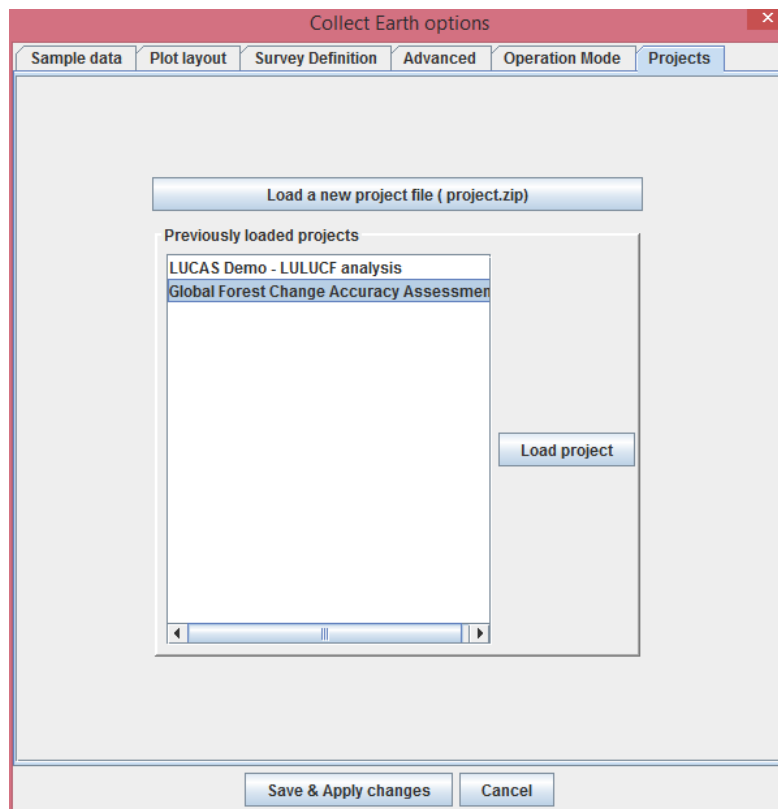 Collect Earth options
Sample data Plot layout Survey Definition Advanced Operation Mode Projects
Load a new project file ( project.zip)
Previously loaded projects
LUCAS Demo - LULUCF analysis
Global Forest Change Accuracy Assessmen
Load project
Save & Apply changes Cancel